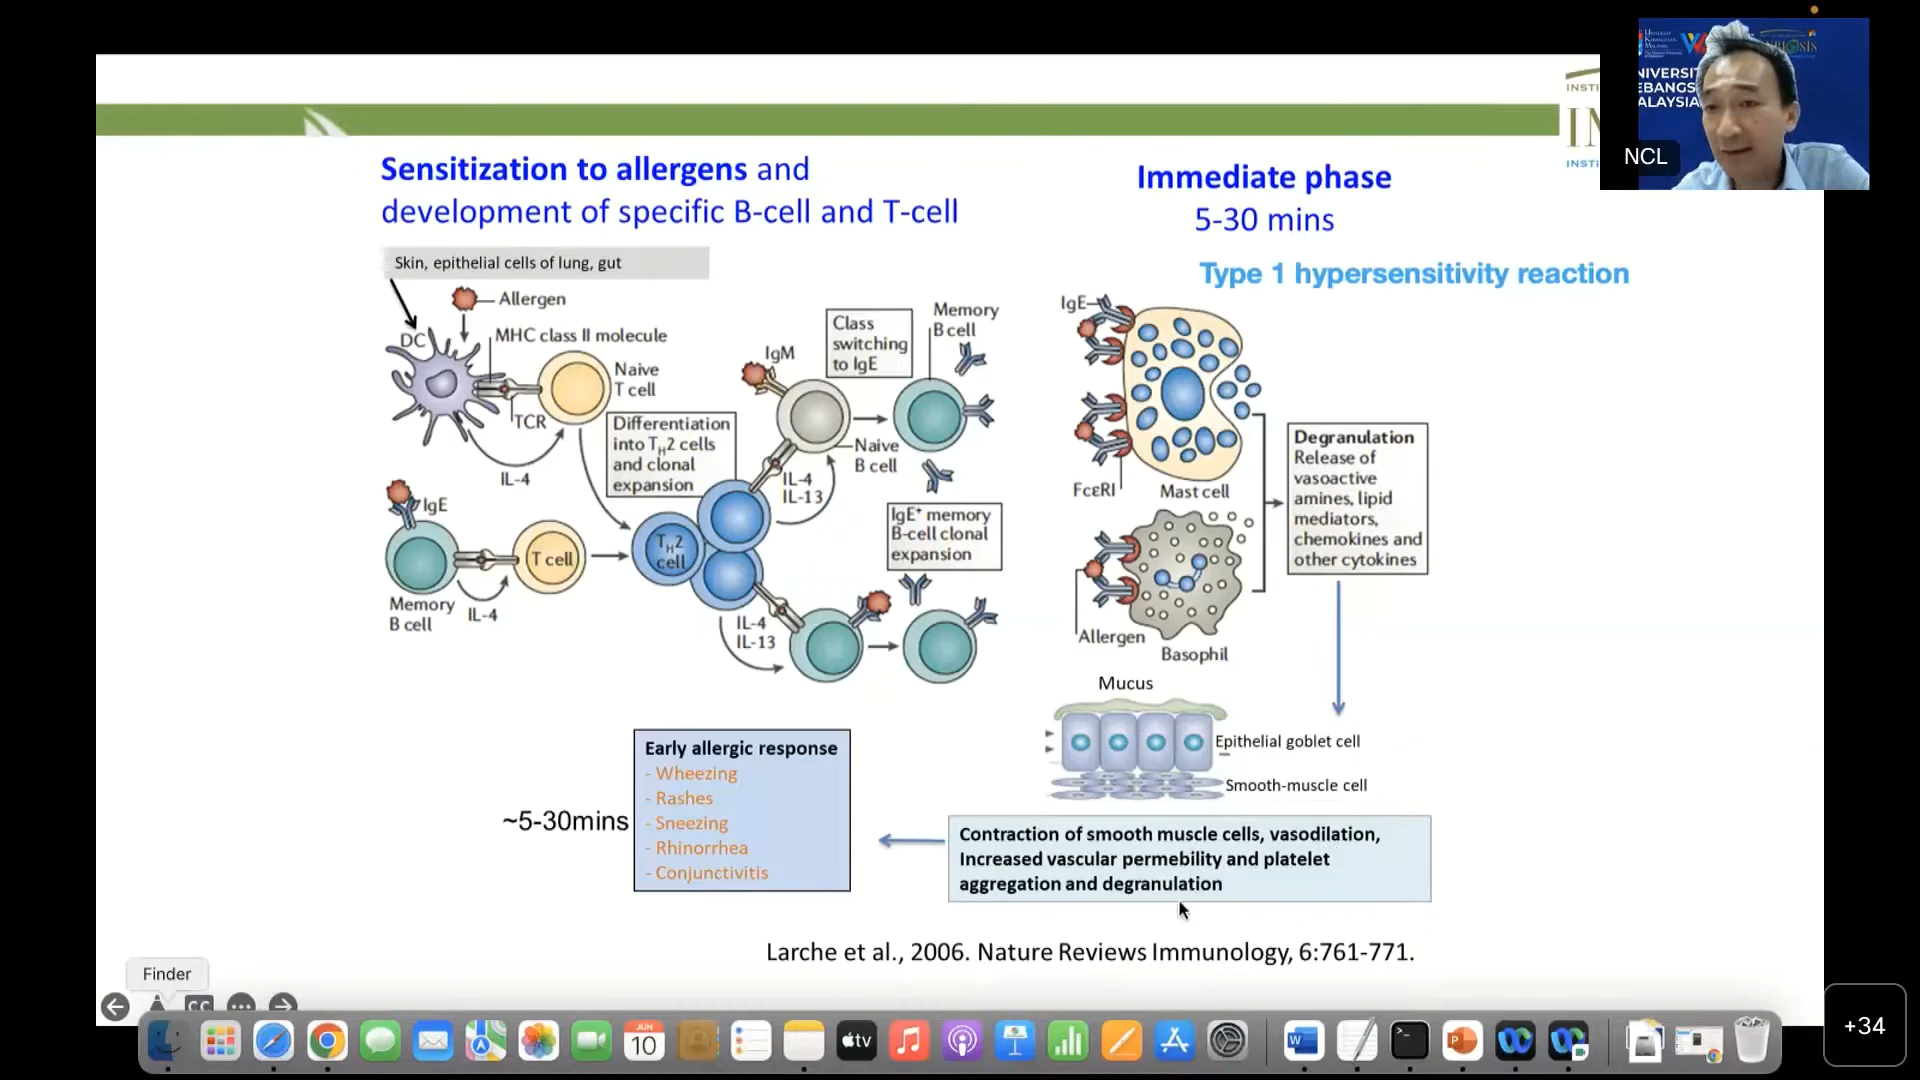 Sensitization to allergens and
development of specific B-cell and T-cell
Immediate phase
5-30 mins
Type 1 hypersensitivity reaction
Skin, epithelial cells of lung, gut
Allergen
DC
MHC class II molecule
Naive
T cell
TCR
IL-4
Differentiation
into TH2 cells
and clonal
expansion
IgM
Class
switching
to IgE
Memory
B cell
Naive
B cell
IL-4
IL-13
IgE
Memory
B cell
IL-4
T cell
TH2
cell
IgE+ memory
B-cell clonal
expansion
IL-4
IL-13
IgE
FcεRI
Mast cell
Allergen
Basophil
Degranulation
Release of
vasoactive
amines, lipid
mediators,
chemokines and
other cytokines
Mucus
Epithelial goblet cell
Smooth-muscle cell
Contraction of smooth muscle cells, vasodilation,
Increased vascular permebility and platelet
aggregation and degranulation
~5-30mins
Early allergic response
- Wheezing
- Rashes
- Sneezing
- Rhinorrhea
- Conjunctivitis
Larche et al., 2006. Nature Reviews Immunology, 6:761-771.
NCL
Finder
CC
JUN
10
tv
+34